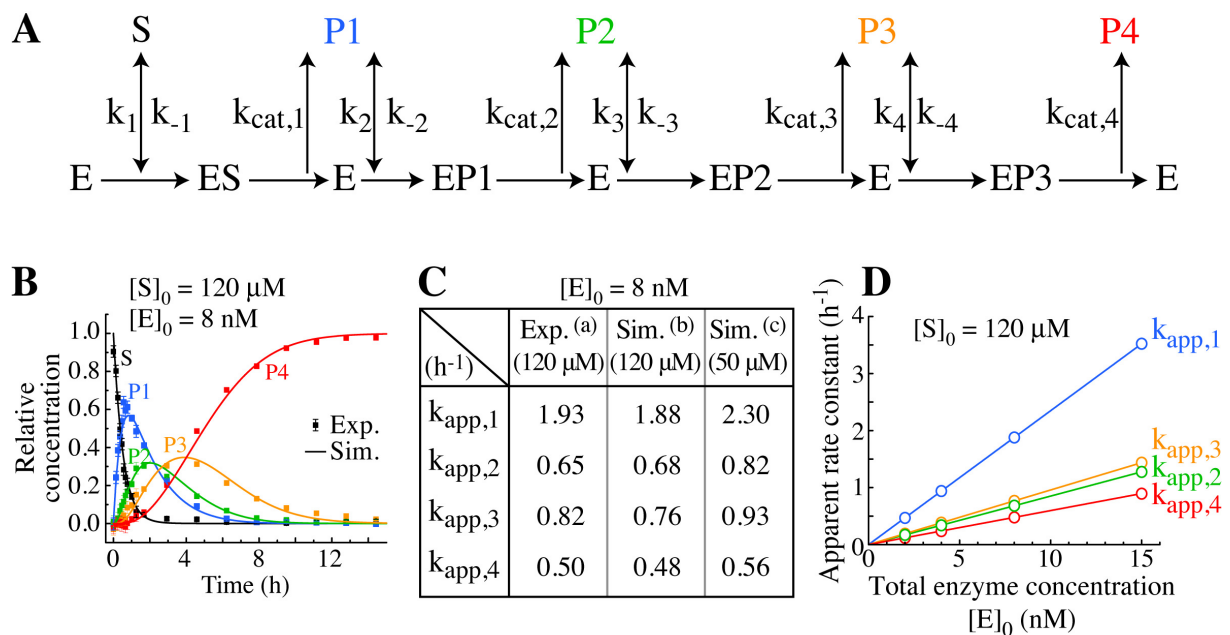 A
S P1 P2 P3 P4
k1 k-1 kcat,1 k2 k-2 kcat,2 k3 k-3 kcat,3 k4 k-4 kcat,4
E ES E EP1 E EP2 E EP3 E
B
[S]0 = 120 μM
[E]0 = 8 nM
Relative concentration
1.0
0.8
0.6
0.4
0.2
0.0
S
P1
P2
P3
P4
Exp.
Sim.
0 4 8 12
Time (h)
C
[E]0 = 8 nM
(h-1) Exp. (a) (120 μM) Sim. (b) (120 μM) Sim. (c) (50 μM)
kapp,1 1.93 1.88 2.30
kapp,2 0.65 0.68 0.82
kapp,3 0.82 0.76 0.93
kapp,4 0.50 0.48 0.56
D
Apparent rate constant (h-1)
[S]0 = 120 μM
4
3
2
1
0
kapp,1
kapp,3
kapp,2
kapp,4
0 5 10 15
Total enzyme concentration
[E]0 (nM)